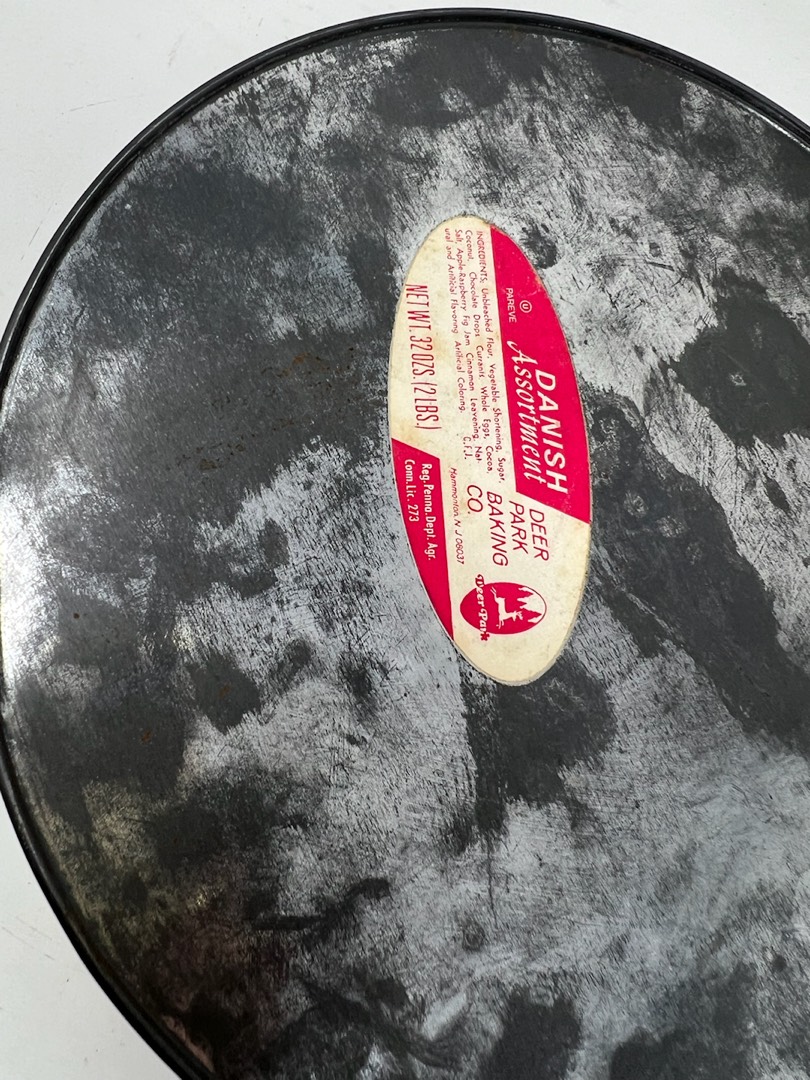 Ⓤ
PAREVE
DANISH
Assortment
INGREDIENTS: Unbleached Flour, Vegetable Shortening, Sugar,
Coconut, Chocolate Drops, Currants, Whole Eggs, Cocoa,
Salt, Apple-Raspberry Fig Jam, Cinnamon Leavening, Nat-
ural and Artificial Flavoring. Artificial Coloring. C.F.J.
NET WT. 32 OZS. (2 LBS.)
DEER
PARK
BAKING
CO.
Hammonton, N J 08037
Reg. Penna. Dept. Agr.
Conn. Lic. 273
Deer Park